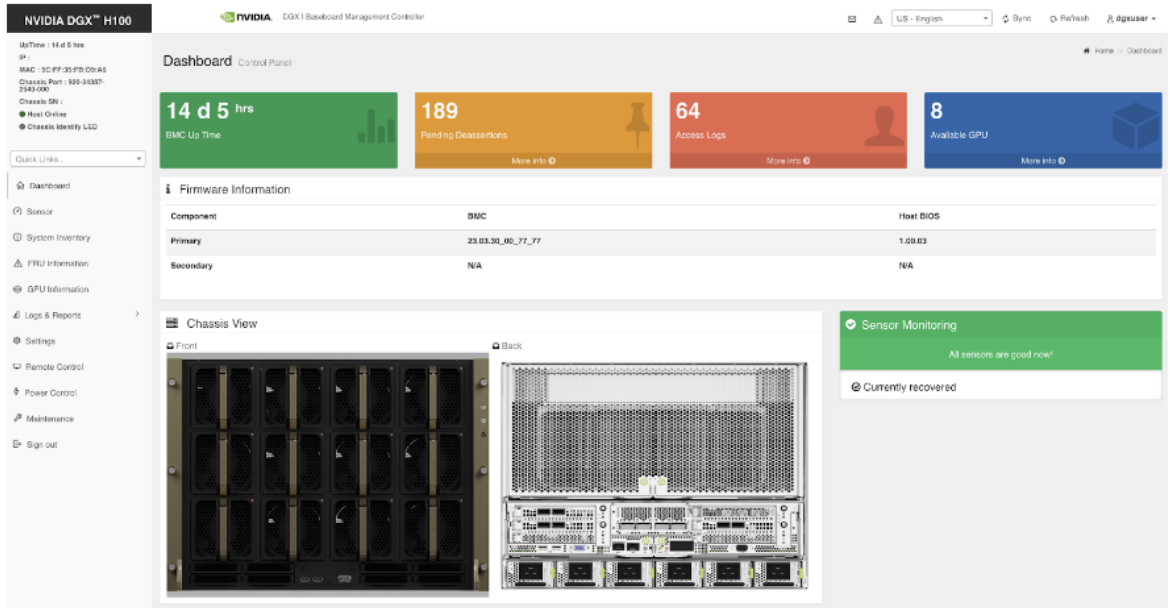 NVIDIA DGX™ H100
NVIDIA. DGX | Baseboard Management Controller
US - English
Sync
Refresh
dgxuser
UpTime : 14 d 5 hrs
IP :
MAC : 5C:FF:35:FB:D9:A6
Chassis Part : 920-24387-
2540-000
Chassis SN :
Host Online
Chassis Identify LED
Quick Links...
Dashboard
Sensor
System Inventory
FRU Information
GPU Information
Logs & Reports
Settings
Remote Control
Power Control
Maintenance
Sign out
Dashboard Control Panel
Home - Dashboard
14 d 5 hrs
BMC Up Time
189
Pending Deassertions
More info
64
Access Logs
More info
8
Available GPU
More info
Firmware Information
Component BMC Host BIOS
Primary 23.03.30_00_77_77 1.00.03
Secondary N/A N/A
Chassis View
Front
Back
Sensor Monitoring
All sensors are good now!
Currently recovered